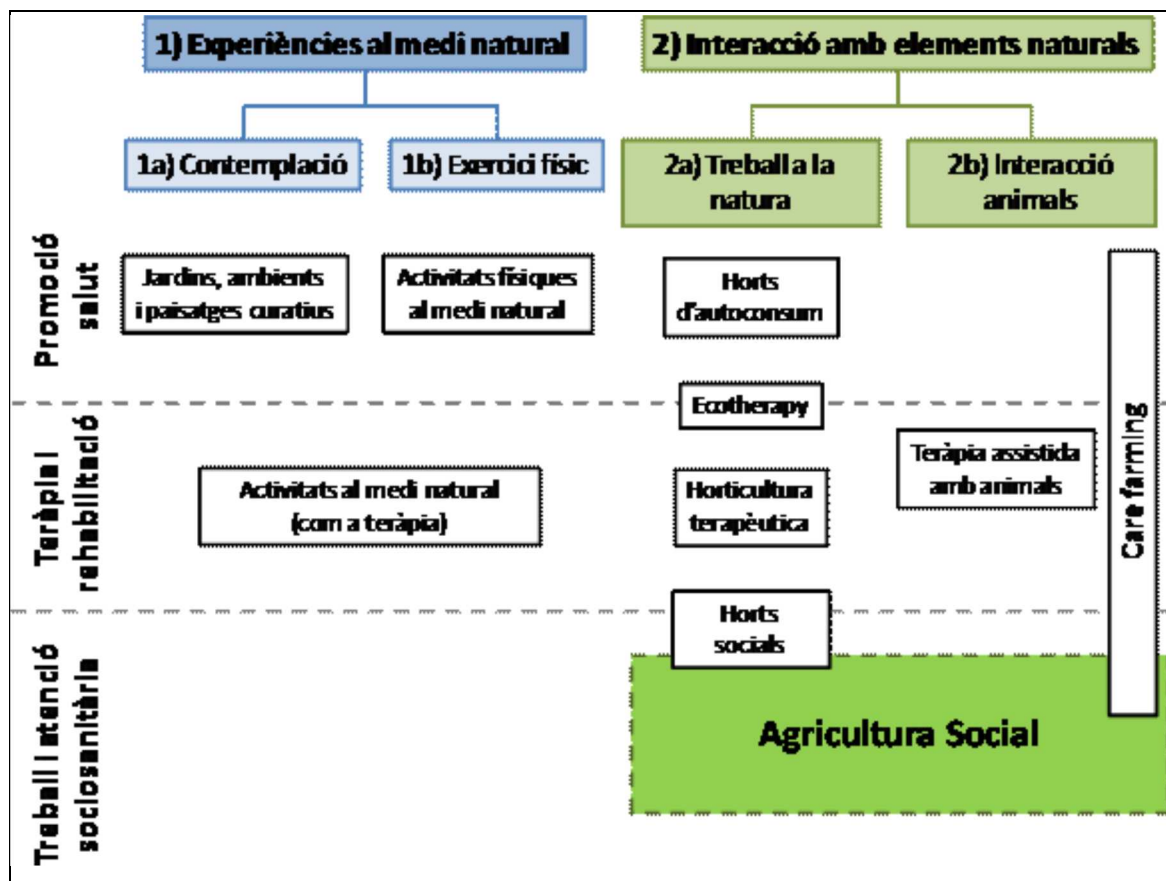 1) Experiències al medi natural
2) Interacció amb elements naturals
1a) Contemplació
1b) Exercici físic
2a) Treball a la
natura
2b) Interacció
animals
Promoció
salut
Jardins, ambients
i paisatges curatius
Activitats físiques
al medi natural
Horts
d'autoconsum
Ecotherapy
Teràpia i
rehabilitació
Activitats al medi natural
(com a teràpia)
Horticultura
terapèutica
Teràpia assistida
amb animals
Care farming
Treball i atenció
sociosanitària
Horts
socials
Agricultura Social